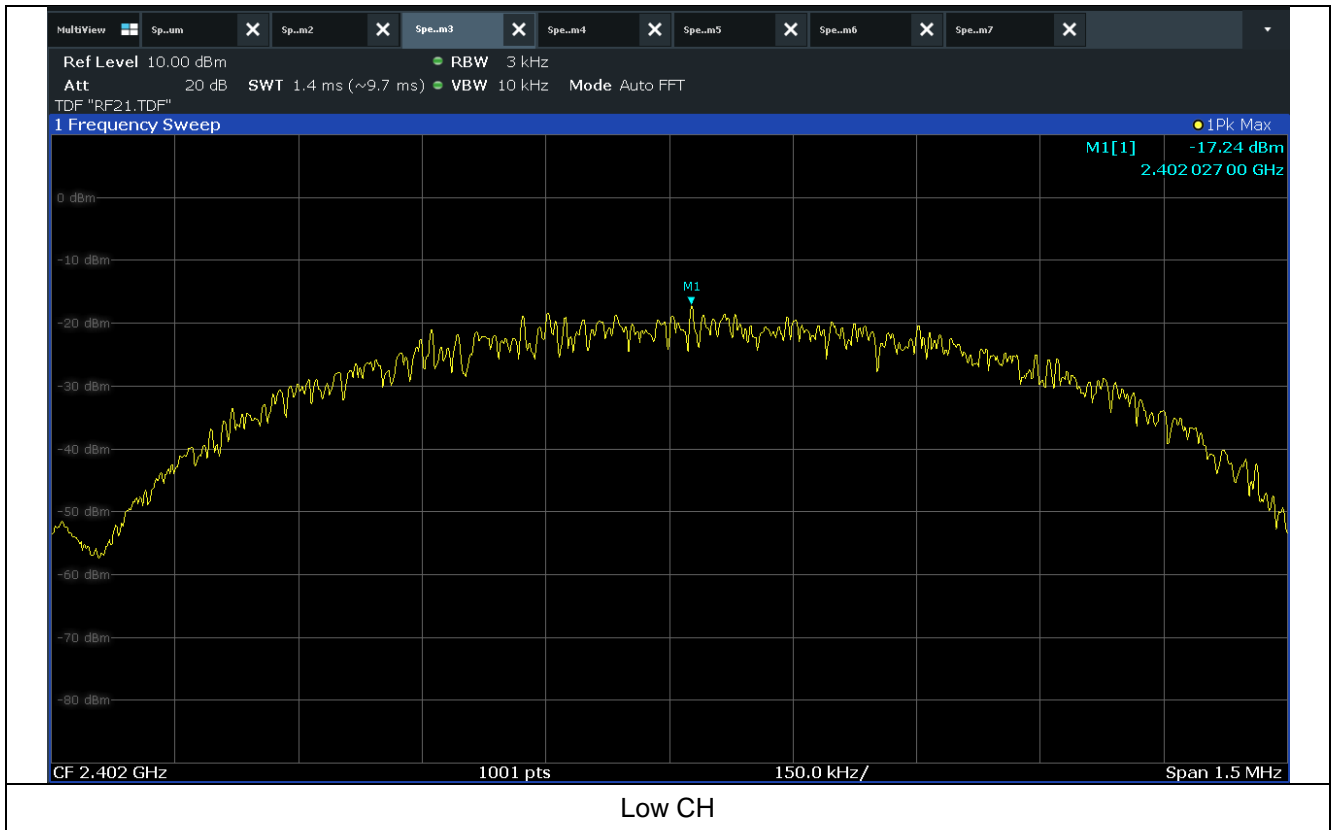 MultiView Sp..um Sp..m2 Spe..m3 Spe..m4 Spe..m5 Spe..m6 Spe..m7
Ref Level 10.00 dBm RBW 3 kHz
Att 20 dB SWT 1.4 ms (~9.7 ms) VBW 10 kHz Mode Auto FFT
TDF "RF21.TDF"
1 Frequency Sweep 1Pk Max
M1[1] -17.24 dBm
2.402 027 00 GHz
0 dBm
-10 dBm
M1
-20 dBm
-30 dBm
-40 dBm
-50 dBm
-60 dBm
-70 dBm
-80 dBm
CF 2.402 GHz 1001 pts 150.0 kHz/ Span 1.5 MHz
Low CH